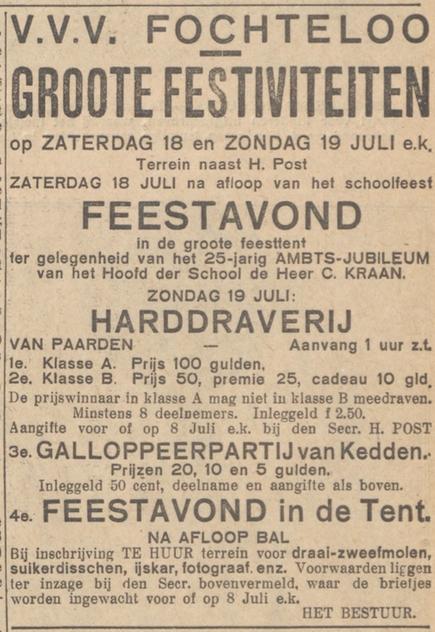 V.V.V. FOCHTELOO
GROOTE FESTIVITEITEN
op ZATERDAG 18 en ZONDAG 19 JULI e.k.
Terrein naast H. Post
ZATERDAG 18 JULI na afloop van het schoolfeest
FEESTAVOND
in de groote feesttent
ter gelegenheid van het 25-jarig AMBTS-JUBILEUM
van het Hoofd der School de Heer C. KRAAN.
ZONDAG 19 JULI:
HARDDRAVERIJ
VAN PAARDEN — Aanvang 1 uur z.t.
1e. Klasse A. Prijs 100 gulden.
2e. Klasse B. Prijs 50, premie 25, cadeau 10 gld.
De prijswinnaar in klasse A mag niet in klasse B meedraven.
Minstens 8 deelnemers. Inleggeld f 2.50.
Aangifte voor of op 8 Juli e.k. bij den Secr. H. POST
3e. GALLOPPEERPARTIJ van Kedden.
Prijzen 20, 10 en 5 gulden.
Inleggeld 50 cent, deelname en aangifte als boven.
4e. FEESTAVOND in de Tent.
NA AFLOOP BAL
Bij inschrijving TE HUUR terrein voor draai-zweefmolen,
suikerdisschen, ijskar, fotograaf. enz. Voorwaarden liggen
ter inzage bij den Secr. bovenvermeld, waar de briefjes
worden ingewacht voor of op 8 Juli e.k.
HET BESTUUR.